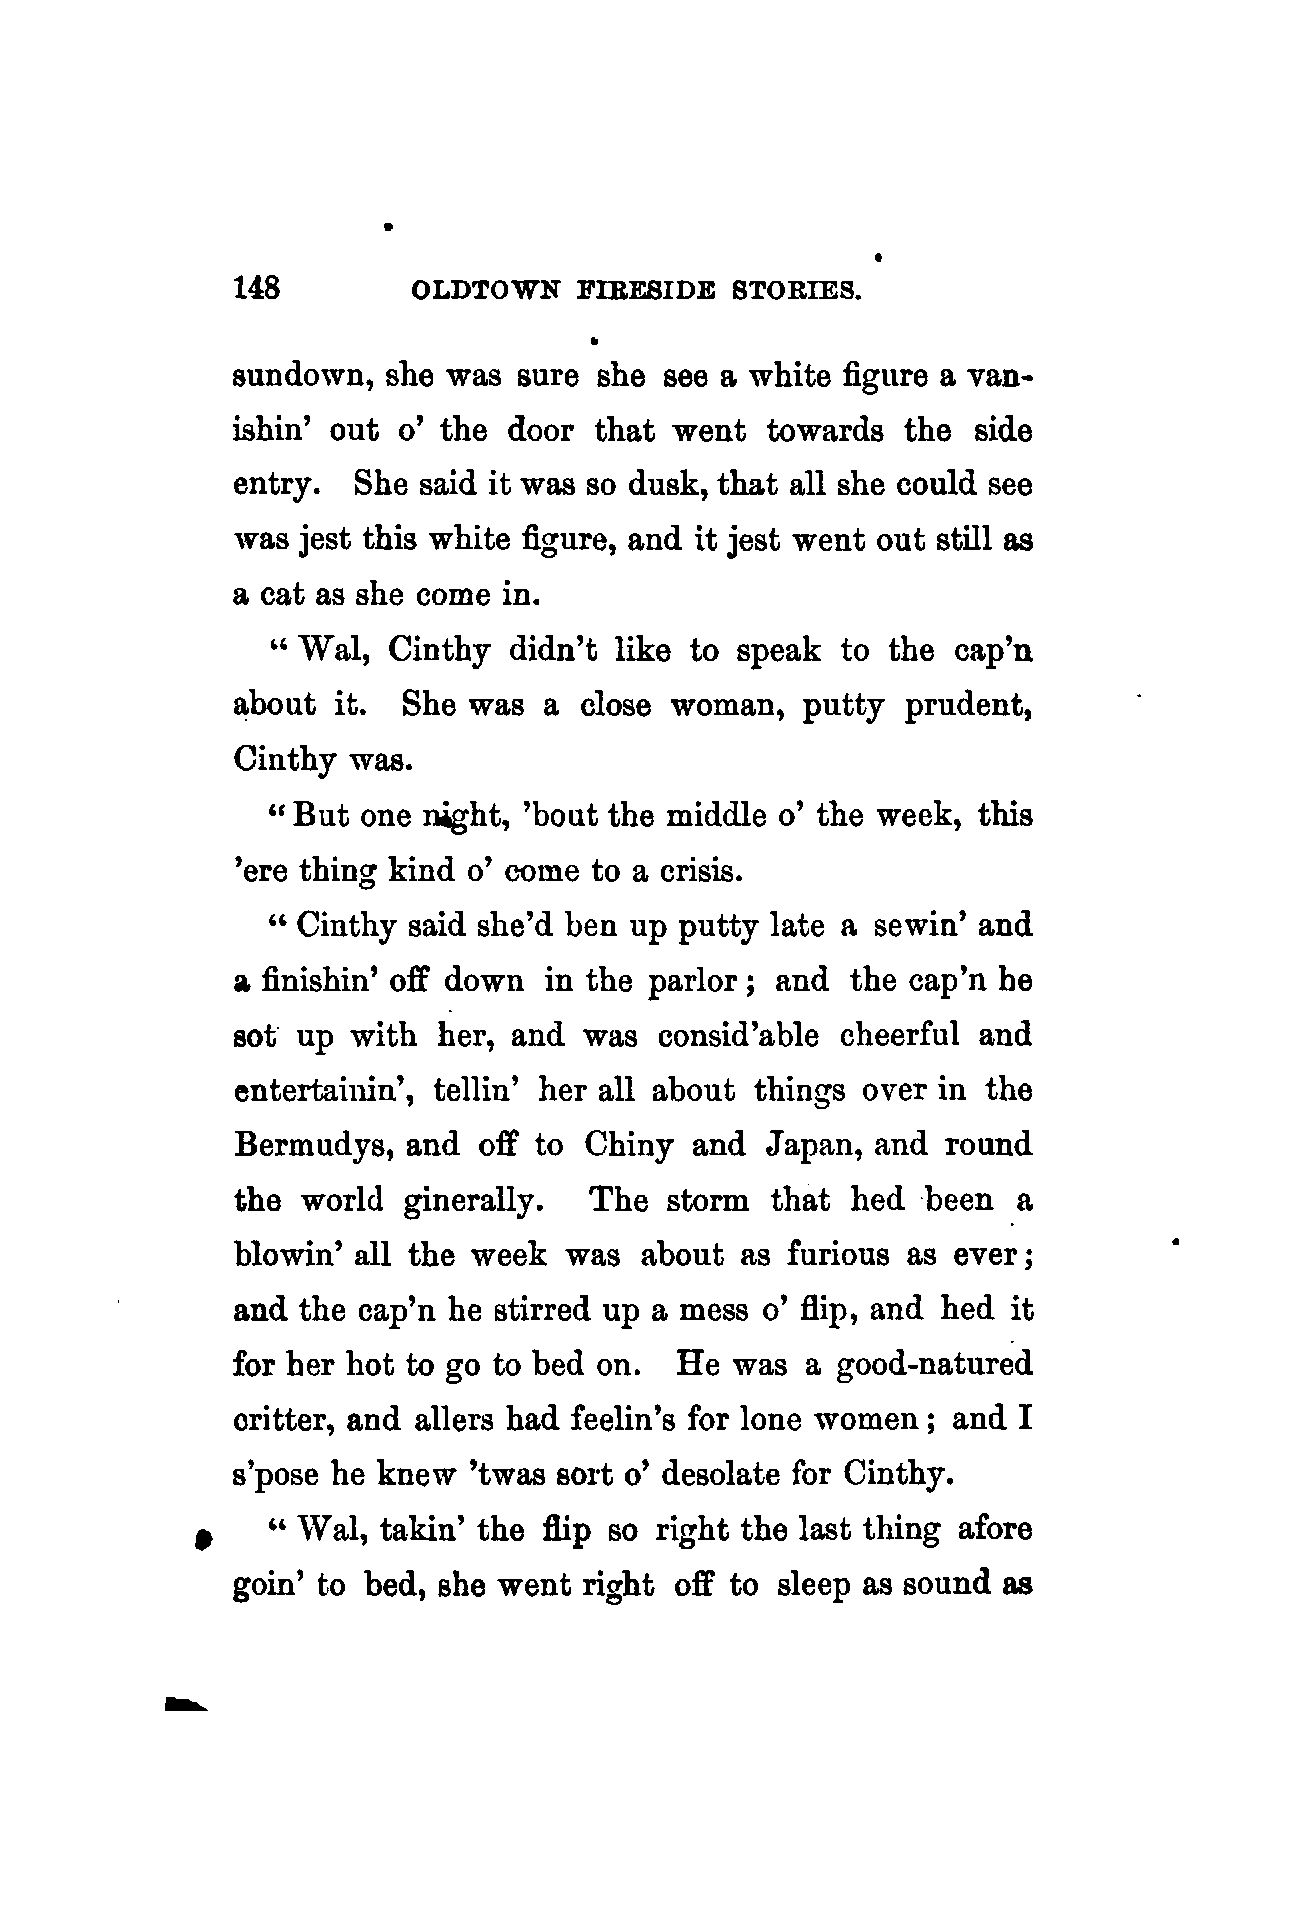 148 OLDTOWN FIRESIDE STORIES.
sundown, she was sure she see a white figure a van-
ishin' out o' the door that went towards the side
entry. She said it was so dusk, that all she could see
was jest this white figure, and it jest went out still as
a cat as she come in.
“ Wal, Cinthy didn't like to speak to the cap'n
about it. She was a close woman, putty prudent,
Cinthy was.
“ But one night, 'bout the middle o' the week, this
'ere thing kind o' come to a crisis.
“ Cinthy said she'd ben up putty late a sewin' and
a finishin' off down in the parlor; and the cap'n he
sot up with her, and was consid'able cheerful and
entertainin', tellin' her all about things over in the
Bermudys, and off to Chiny and Japan, and round
the world ginerally. The storm that hed been a
blowin' all the week was about as furious as ever;
and the cap'n he stirred up a mess o' flip, and hed it
for her hot to go to bed on. He was a good-natured
critter, and allers had feelin's for lone women; and I
s'pose he knew 'twas sort o' desolate for Cinthy.
“ Wal, takin' the flip so right the last thing afore
goin' to bed, she went right off to sleep as sound as